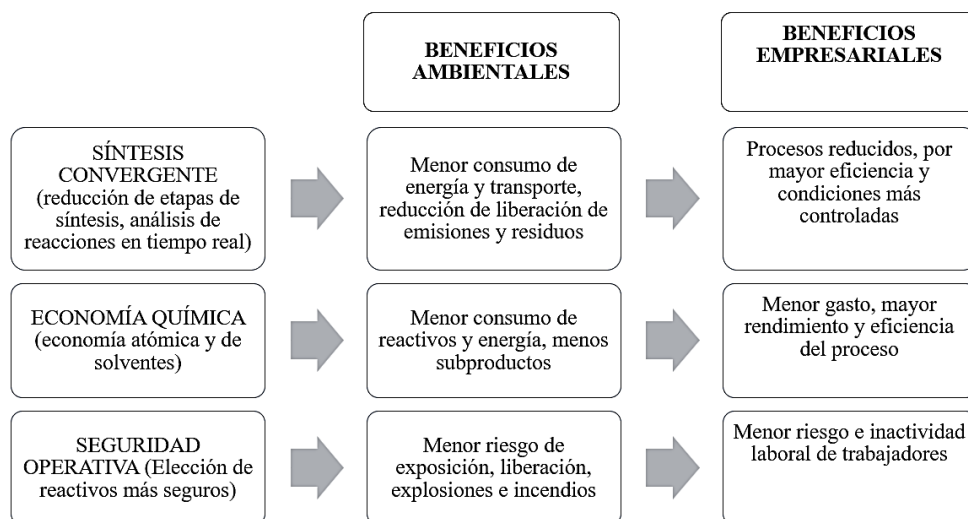 BENEFICIOS
AMBIENTALES
BENEFICIOS
EMPRESARIALES
SÍNTESIS
CONVERGENTE
(reducción de etapas de
síntesis, análisis de
reacciones en tiempo real)
Menor consumo de
energía y transporte,
reducción de liberación de
emisiones y residuos
Procesos reducidos, por
mayor eficiencia y
condiciones más
controladas
ECONOMÍA QUÍMICA
(economía atómica y de
solventes)
Menor consumo de
reactivos y energía, menos
subproductos
Menor gasto, mayor
rendimiento y eficiencia
del proceso
SEGURIDAD
OPERATIVA (Elección de
reactivos más seguros)
Menor riesgo de
exposición, liberación,
explosiones e incendios
Menor riesgo e inactividad
laboral de trabajadores